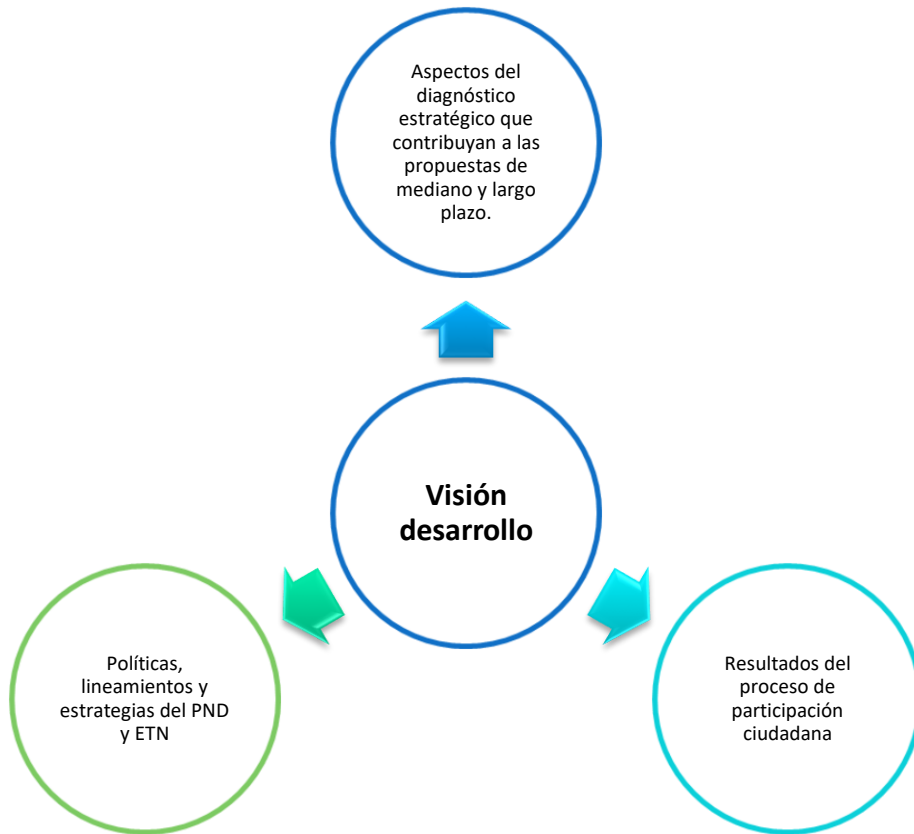 Aspectos del
diagnóstico
estratégico que
contribuyan a las
propuestas de
mediano y largo
plazo.
Visión
desarrollo
Políticas,
lineamientos y
estrategias del PND
y ETN
Resultados del
proceso de
participación
ciudadana